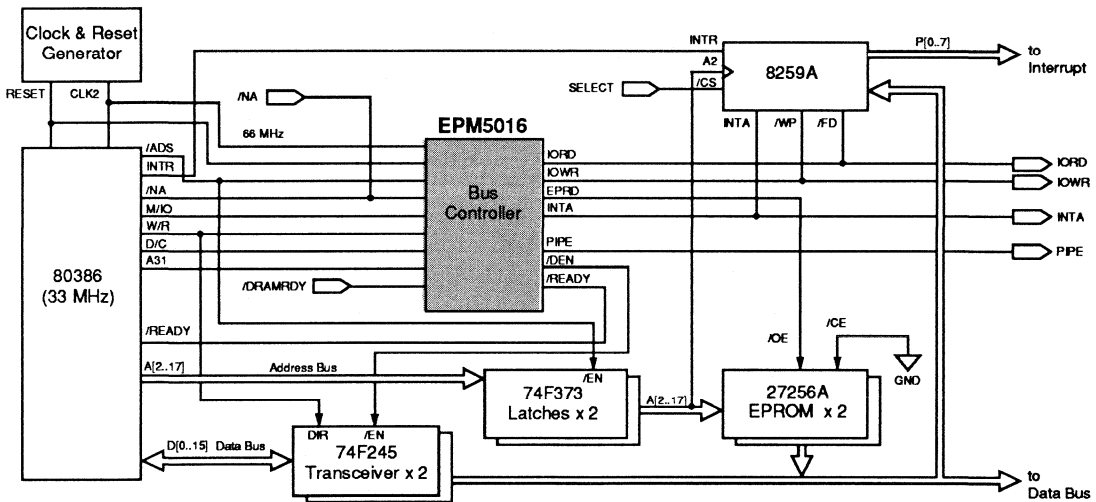 Clock & Reset
Generator
RESET
CLK2
/NA
66 MHz
EPM5016
SELECT
INTR
A2
/CS
8259A
INTA
/WP
/FD
P[0..7]
to
Interrupt
/ADS
INTR
/NA
M/IO
W/R
D/C
A31
Bus
Controller
IORD
IOWR
EPRD
INTA
PIPE
/DEN
/READY
IORD
IOWR
INTA
PIPE
80386
(33 MHz)
/DRAMRDY
/READY
/OE
/CE
GND
A[2..17]
Address Bus
/EN
74F373
Latches x 2
A[2..17]
27256A
EPROM x 2
D[0..15]
Data Bus
DIR
/EN
74F245
Transceiver x 2
to
Data Bus